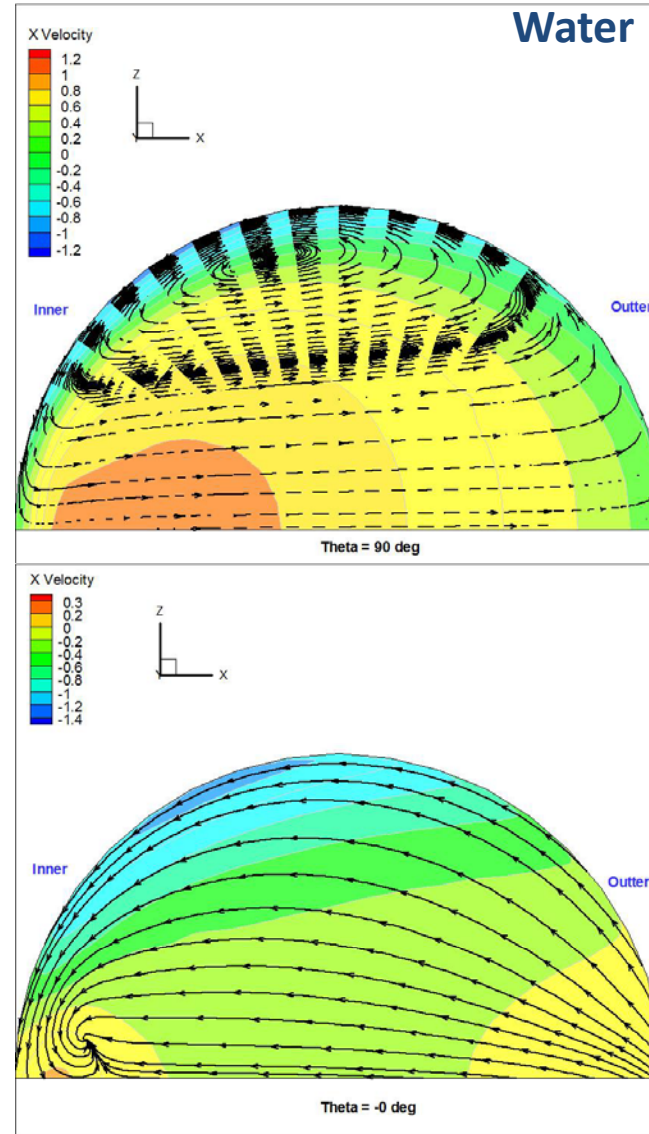 Water
X Velocity
1.2
1
0.8
0.6
0.4
0.2
0
-0.2
-0.4
-0.6
-0.8
-1
-1.2
Z
Y
X
Inner
Outter
Theta = 90 deg
X Velocity
0.3
0.2
0
-0.2
-0.4
-0.6
-0.8
-1
-1.2
-1.4
Z
Y
X
Inner
Outter
Theta = -0 deg